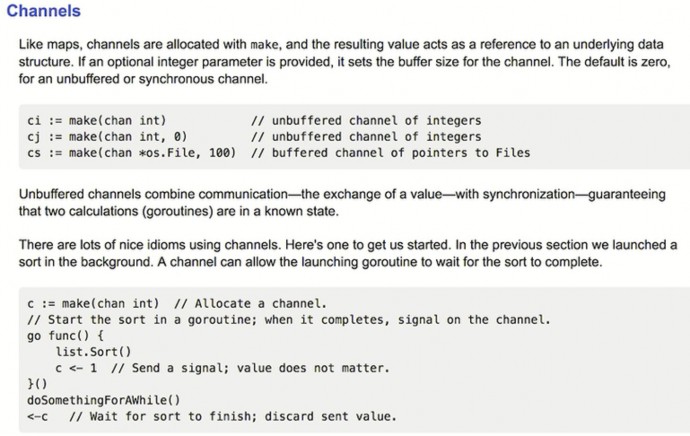 Channels
Like maps, channels are allocated with make, and the resulting value acts as a reference to an underlying data
structure. If an optional integer parameter is provided, it sets the buffer size for the channel. The default is zero,
for an unbuffered or synchronous channel.
ci := make(chan int)            // unbuffered channel of integers
cj := make(chan int, 0)         // unbuffered channel of integers
cs := make(chan *os.File, 100)  // buffered channel of pointers to Files
Unbuffered channels combine communication—the exchange of a value—with synchronization—guaranteeing
that two calculations (goroutines) are in a known state.
There are lots of nice idioms using channels. Here's one to get us started. In the previous section we launched a
sort in the background. A channel can allow the launching goroutine to wait for the sort to complete.
c := make(chan int)  // Allocate a channel.
// Start the sort in a goroutine; when it completes, signal on the channel.
go func() {
    list.Sort()
    c <- 1  // Send a signal; value does not matter.
}()
doSomethingForAWhile()
<-c   // Wait for sort to finish; discard sent value.